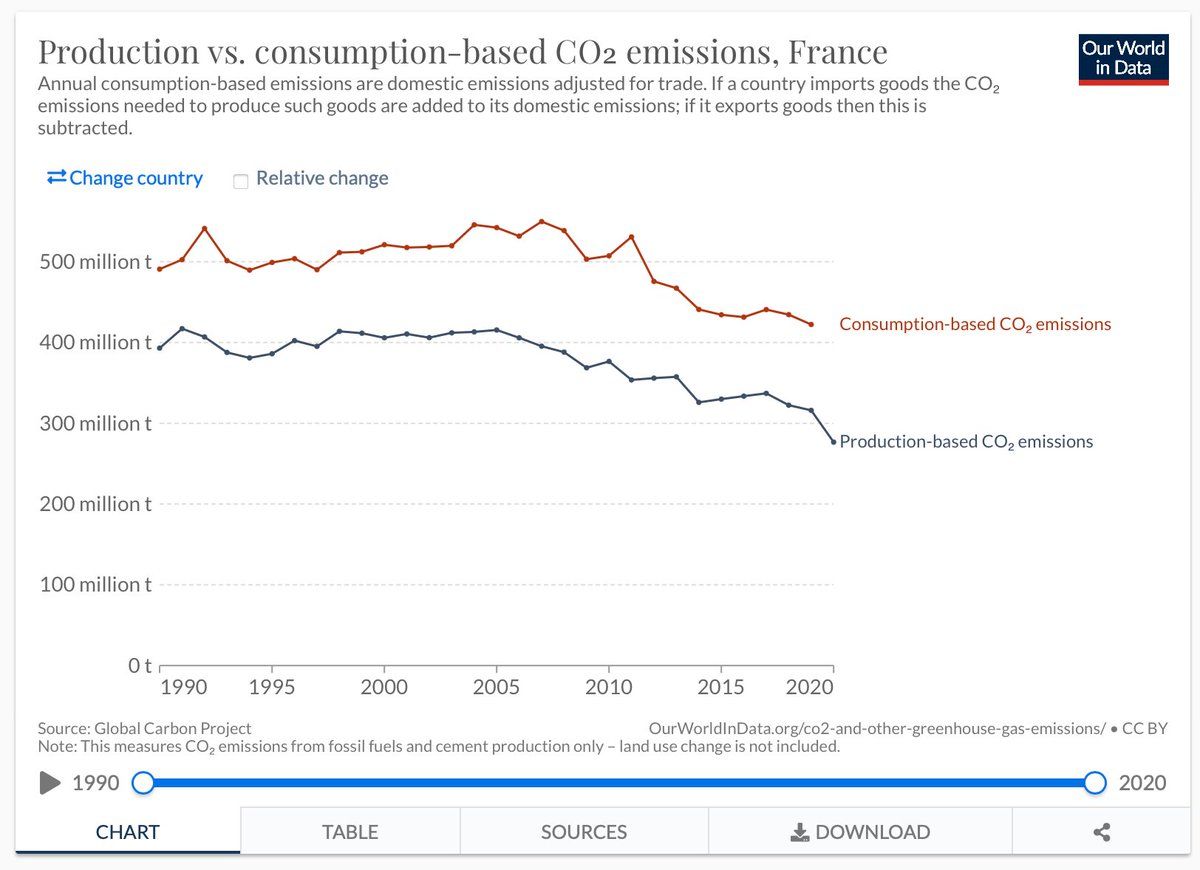 Production vs. consumption-based CO2 emissions, France
Our World
in Data
Annual consumption-based emissions are domestic emissions adjusted for trade. If a country imports goods the CO₂
emissions needed to produce such goods are added to its domestic emissions; if it exports goods then this is
subtracted.
Change country
Relative change
500 million t
400 million t
300 million t
200 million t
100 million t
0 t
Consumption-based CO₂ emissions
Production-based CO₂ emissions
1990 1995 2000 2005 2010 2015 2020
Source: Global Carbon Project
OurWorldInData.org/co2-and-other-greenhouse-gas-emissions/ • CC BY
Note: This measures CO₂ emissions from fossil fuels and cement production only – land use change is not included.
1990 2020
CHART TABLE SOURCES DOWNLOAD